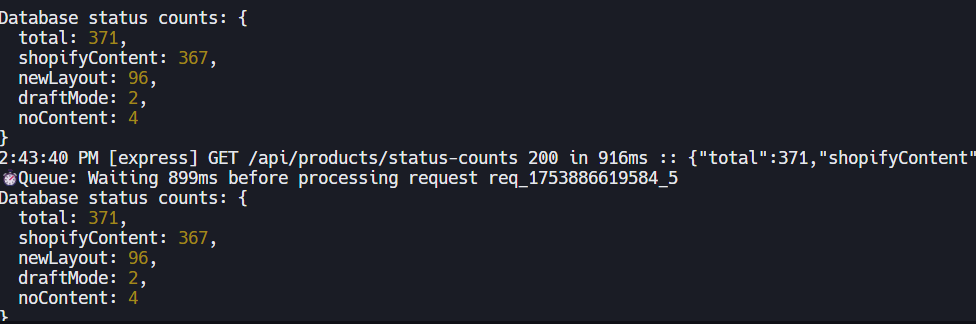 Database status counts: {
  total: 371,
  shopifyContent: 367,
  newLayout: 96,
  draftMode: 2,
  noContent: 4
}
2:43:40 PM [express] GET /api/products/status-counts 200 in 916ms :: {"total":371,"shopifyContent"
⏱️Queue: Waiting 899ms before processing request req_1753886619584_5
Database status counts: {
  total: 371,
  shopifyContent: 367,
  newLayout: 96,
  draftMode: 2,
  noContent: 4
}